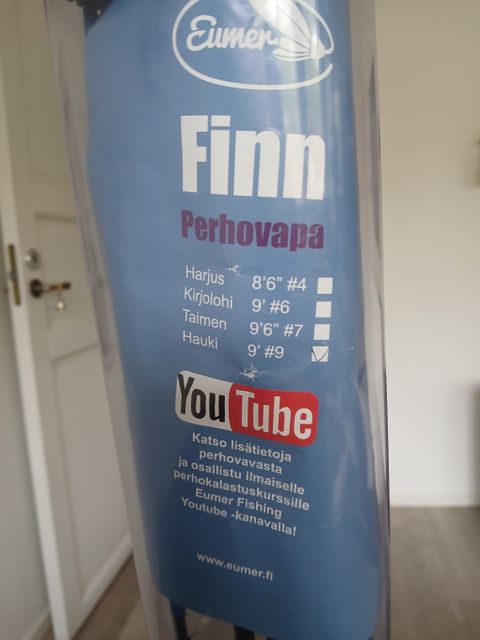 Eumer
Finn
Perhovapa
Harjus 8'6" #4
Kirjolohi 9' #6
Taimen 9'6" #7
Hauki 9' #9
YouTube
Katso lisätietoja
perhovavasta
ja osallistu ilmaiselle
perhokalastuskurssille
Eumer Fishing
Youtube -kanavalla!
www.eumer.fi